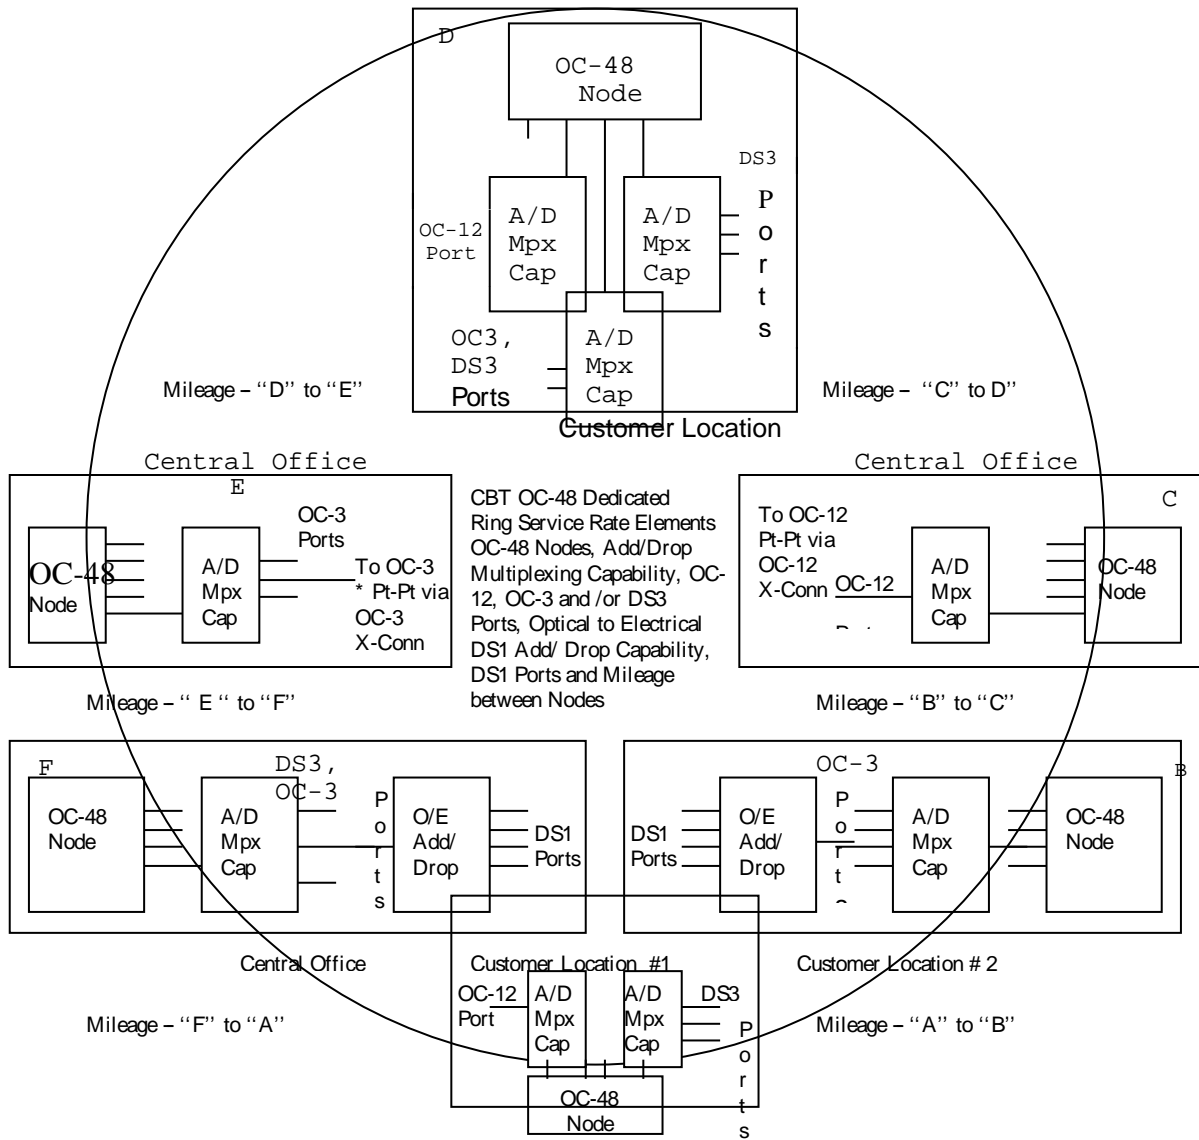 D
OC-48
Node
DS3
P
o
r
t
s
OC-12
Port
A/D
Mpx
Cap
A/D
Mpx
Cap
OC3,
DS3
Ports
A/D
Mpx
Cap
Mileage – “D” to “E”
Mileage – “C” to D”
Customer Location
Central Office
E
OC-48
Node
A/D
Mpx
Cap
OC-3
Ports
To OC-3
* Pt-Pt via
OC-3
X-Conn
CBT OC-48 Dedicated
Ring Service Rate Elements
OC-48 Nodes, Add/Drop
Multiplexing Capability, OC-
12, OC-3 and /or DS3
Ports, Optical to Electrical
DS1 Add/ Drop Capability,
DS1 Ports and Mileage
between Nodes
Central Office
C
To OC-12
Pt-Pt via
OC-12
X-Conn
OC-12
A/D
Mpx
Cap
OC-48
Node
Mileage – “ E “ to “F”
Mileage – “B” to “C”
F
OC-48
Node
A/D
Mpx
Cap
DS3,
OC-3
P
o
r
t
s
O/E
Add/
Drop
DS1
Ports
DS1
Ports
O/E
Add/
Drop
OC-3
P
o
r
t
A/D
Mpx
Cap
OC-48
Node
B
Central Office
Customer Location #1
Customer Location # 2
OC-12
Port
A/D
Mpx
Cap
A/D
Mpx
Cap
DS3
P
o
r
t
s
Mileage – “F” to “A”
Mileage – “A” to “B”
OC-48
Node